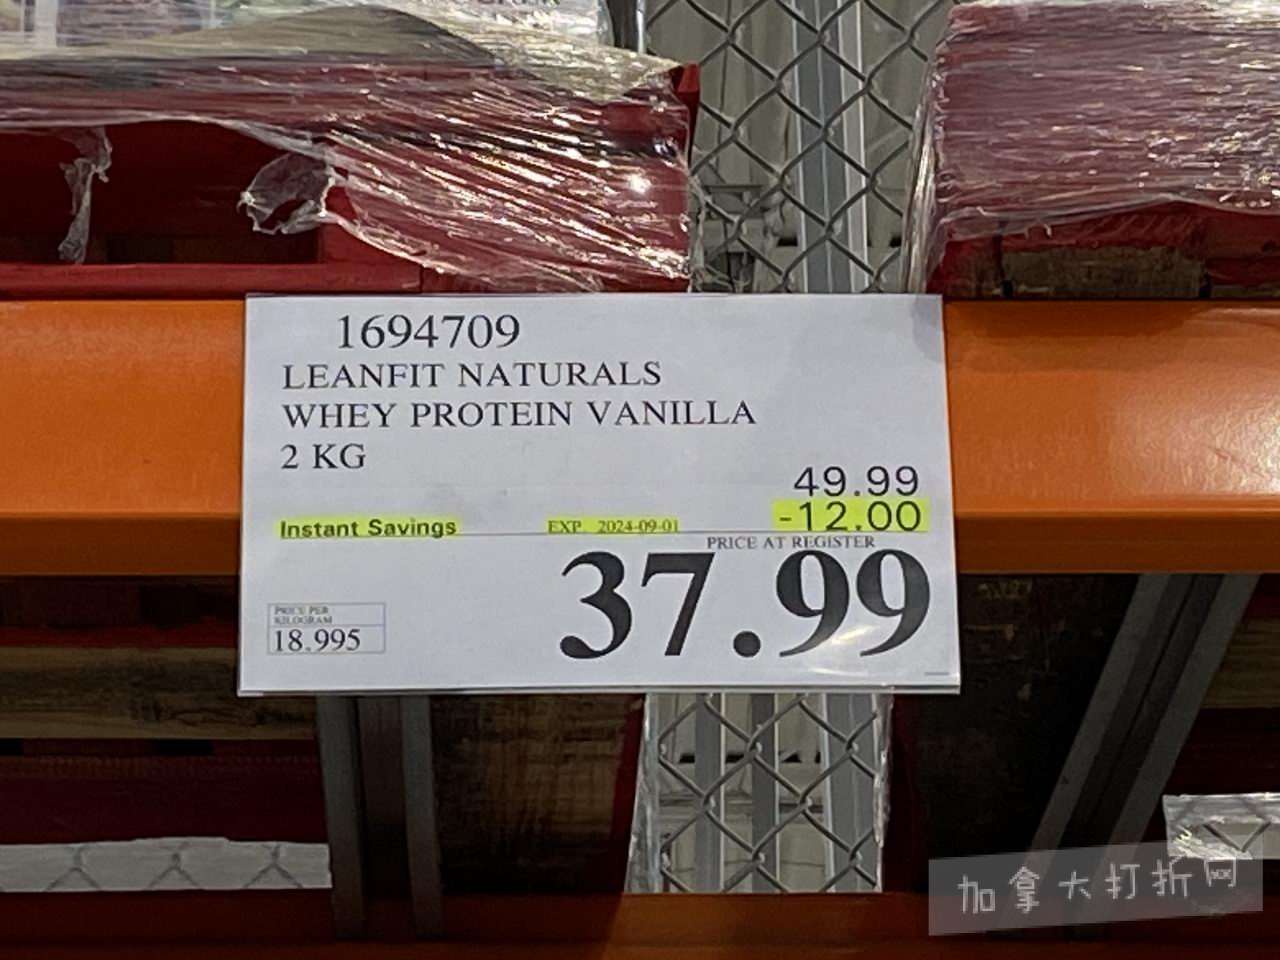 1694709
LEANFIT NATURALS
WHEY PROTEIN VANILLA
2 KG
49.99
Instant Savings EXP. 2024-09-01 -12.00
PRICE AT REGISTER
37.99
PRICE PER
KILOGRAM
18.995
加拿大打折网